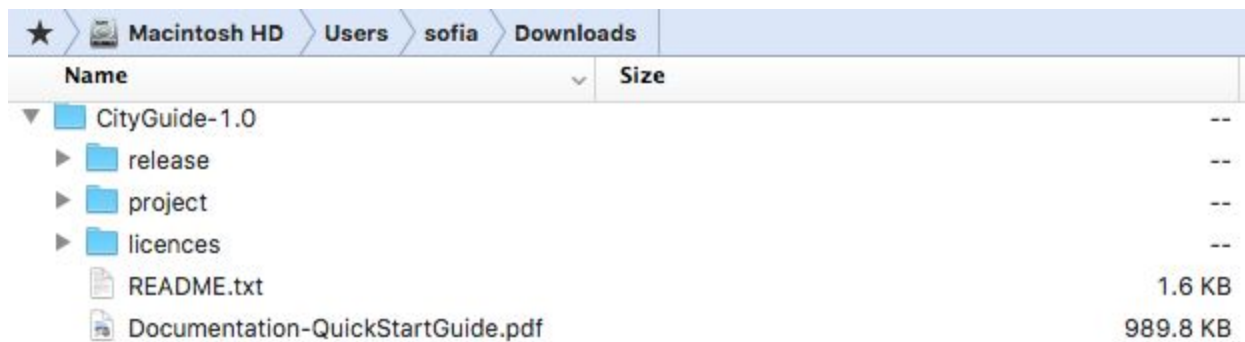 Macintosh HD Users sofia Downloads
Name Size
CityGuide-1.0 --
release --
project --
licences --
README.txt 1.6 KB
Documentation-QuickStartGuide.pdf 989.8 KB